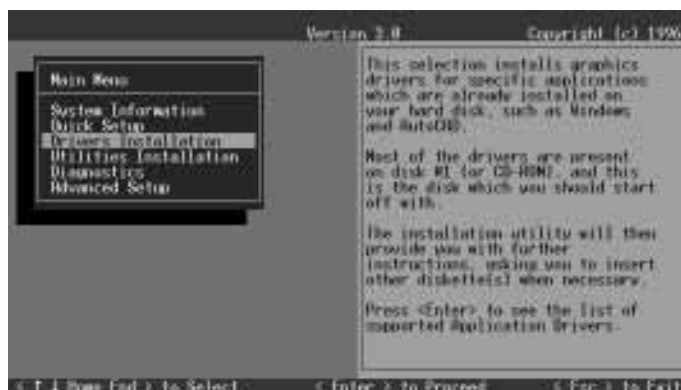 Version 3.0 Copyright (c) 1996
Main Menu
System Information
Quick Setup
Drivers Installation
Utilities Installation
Diagnostics
Advanced Setup
This selection installs graphics
drivers for specific applications
which are already installed on
your hard disk, such as Windows
and AutoCAD.
Most of the drivers are present
on disk #1 (or CD-ROM), and this
is the disk which you should start
off with.
The installation utility will then
provide you with further
instructions, asking you to insert
other diskette(s) when necessary.
Press <Enter> to see the list of
supported Application Drivers.
< ↑ ↓ Home End > to Select < Enter > to Proceed < Esc > to Exit